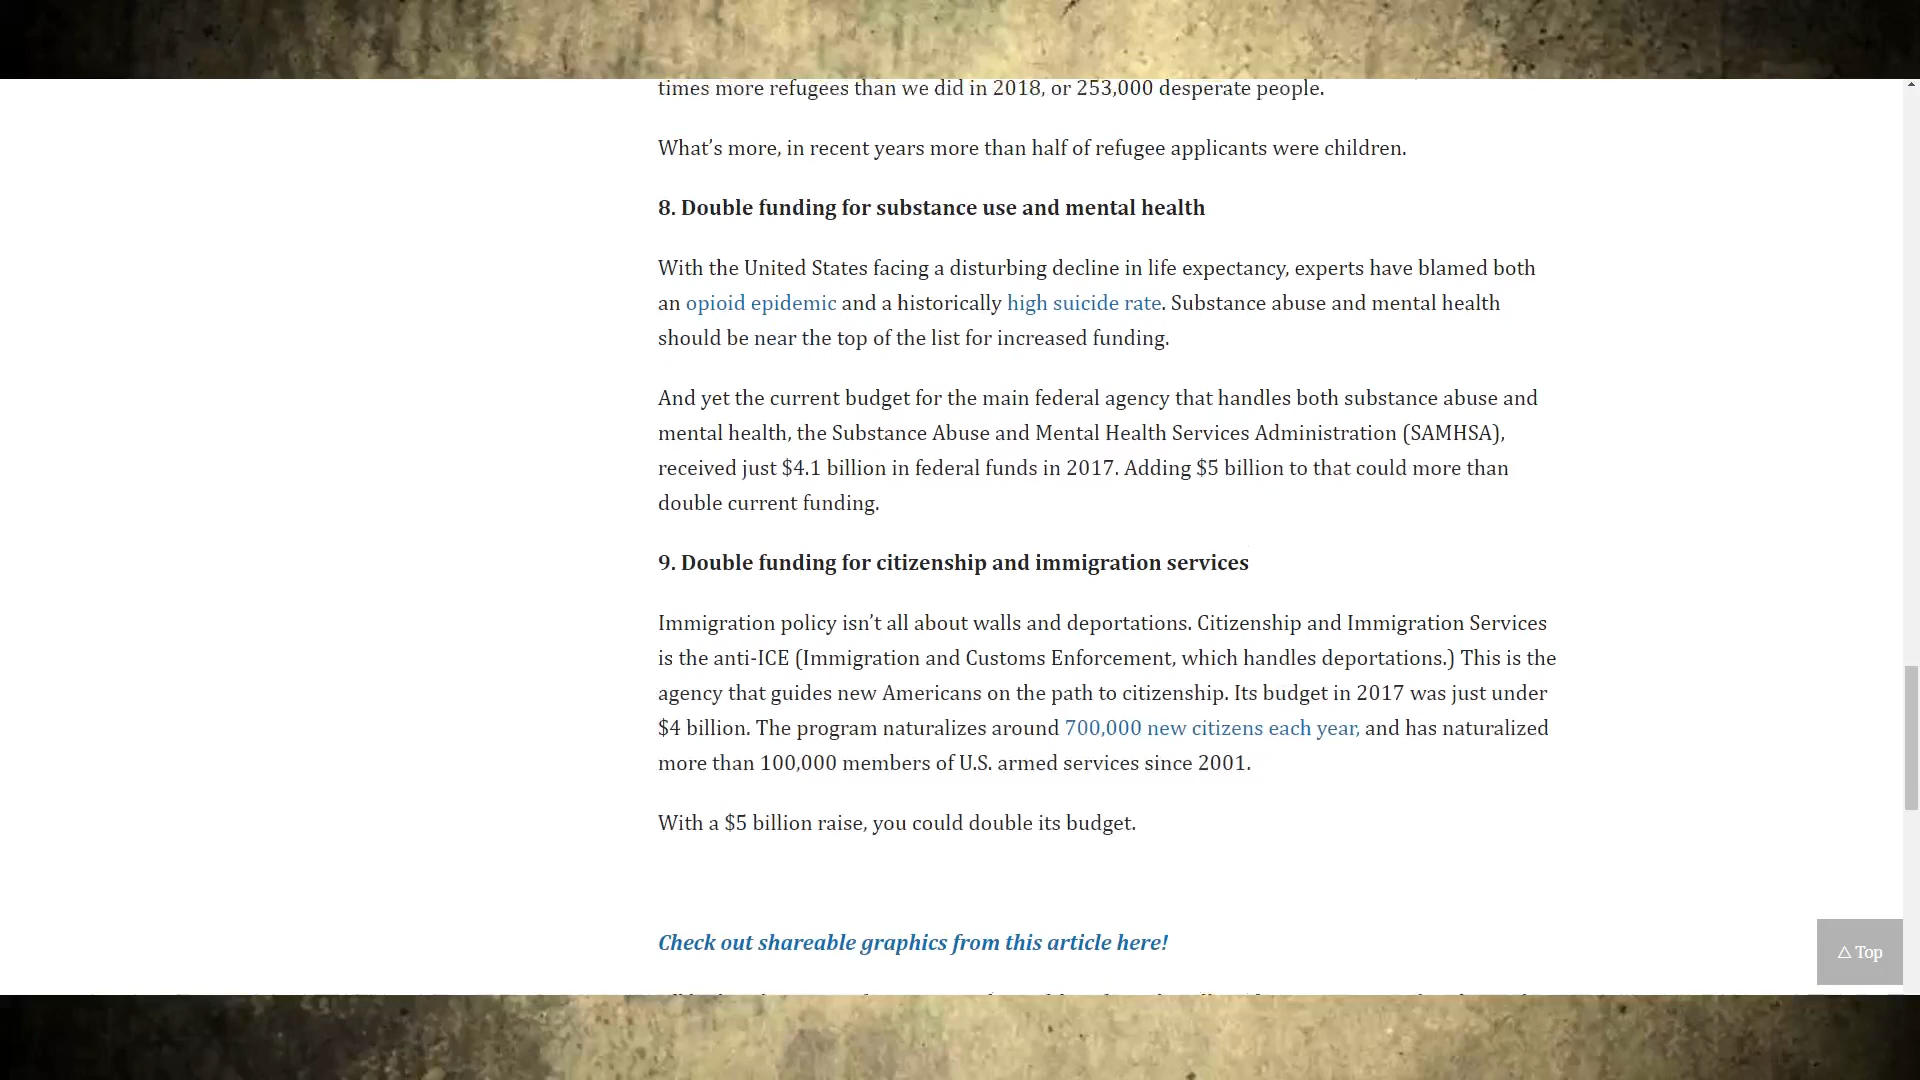 times more refugees than we did in 2018, or 253,000 desperate people.
What’s more, in recent years more than half of refugee applicants were children.
8. Double funding for substance use and mental health
With the United States facing a disturbing decline in life expectancy, experts have blamed both
an opioid epidemic and a historically high suicide rate. Substance abuse and mental health
should be near the top of the list for increased funding.
And yet the current budget for the main federal agency that handles both substance abuse and
mental health, the Substance Abuse and Mental Health Services Administration (SAMHSA),
received just $4.1 billion in federal funds in 2017. Adding $5 billion to that could more than
double current funding.
9. Double funding for citizenship and immigration services
Immigration policy isn’t all about walls and deportations. Citizenship and Immigration Services
is the anti-ICE (Immigration and Customs Enforcement, which handles deportations.) This is the
agency that guides new Americans on the path to citizenship. Its budget in 2017 was just under
$4 billion. The program naturalizes around 700,000 new citizens each year, and has naturalized
more than 100,000 members of U.S. armed services since 2001.
With a $5 billion raise, you could double its budget.
Check out shareable graphics from this article here!
△ Top